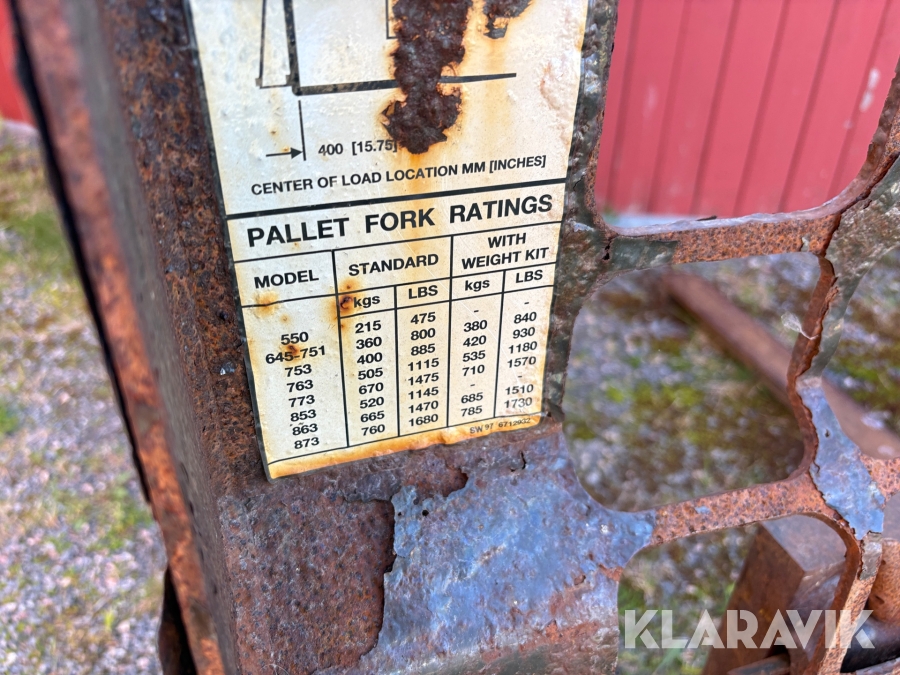 400 [15.75]
CENTER OF LOAD LOCATION MM [INCHES]
PALLET FORK RATINGS
MODEL STANDARD WITH WEIGHT KIT
kgs LBS kgs LBS
550 215 475 - -
645-751 360 800 380 840
753 400 885 420 930
763 505 1115 535 1180
773 670 1475 710 1570
853 520 1145 - -
863 665 1470 685 1510
873 760 1680 785 1730
EW 97 6712932
KLARAVIK